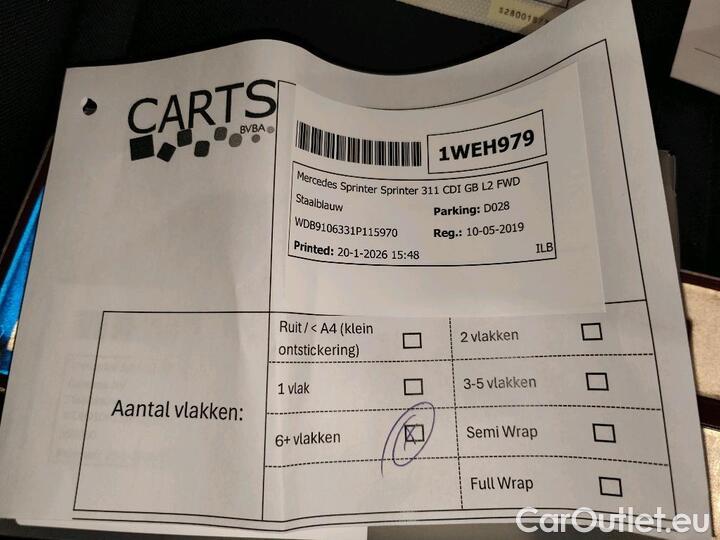 CARTS
BVBA
1WEH979
Mercedes Sprinter Sprinter 311 CDI GB L2 FWD
Staalblauw
Parking: D028
WDB9106331P115970
Reg.: 10-05-2019
Printed: 20-1-2026 15:48
ILB
Aantal vlakken:
Ruit / < A4 (klein
ontstickering)
2 vlakken
1 vlak
3-5 vlakken
6+ vlakken
X
Semi Wrap
Full Wrap
CarOutlet.eu